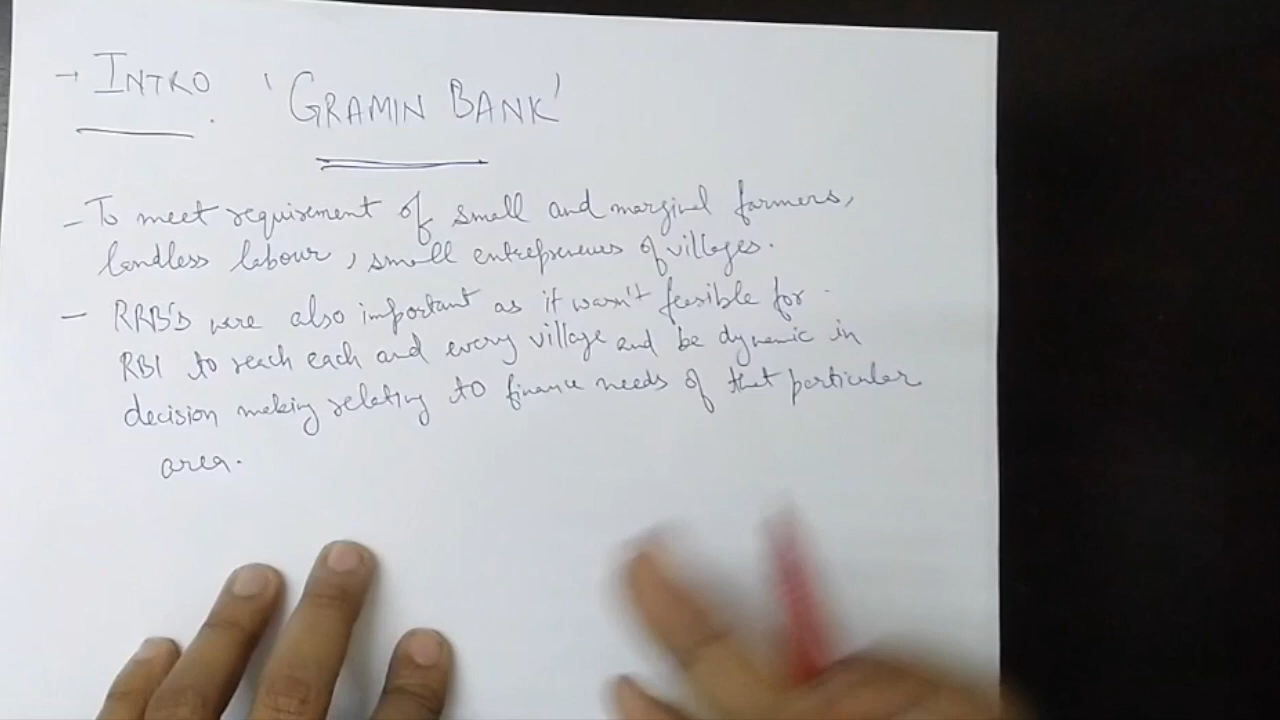 → INTRO. 'GRAMIN BANK'
- To meet requirement of small and marginal farmers,
landless labour, small entrepreneurs of villages.
- RRB'S were also important as it wasn't feasible for
RBI to reach each and every village and be dynamic in
decision making relating to finance needs of that particular
area.